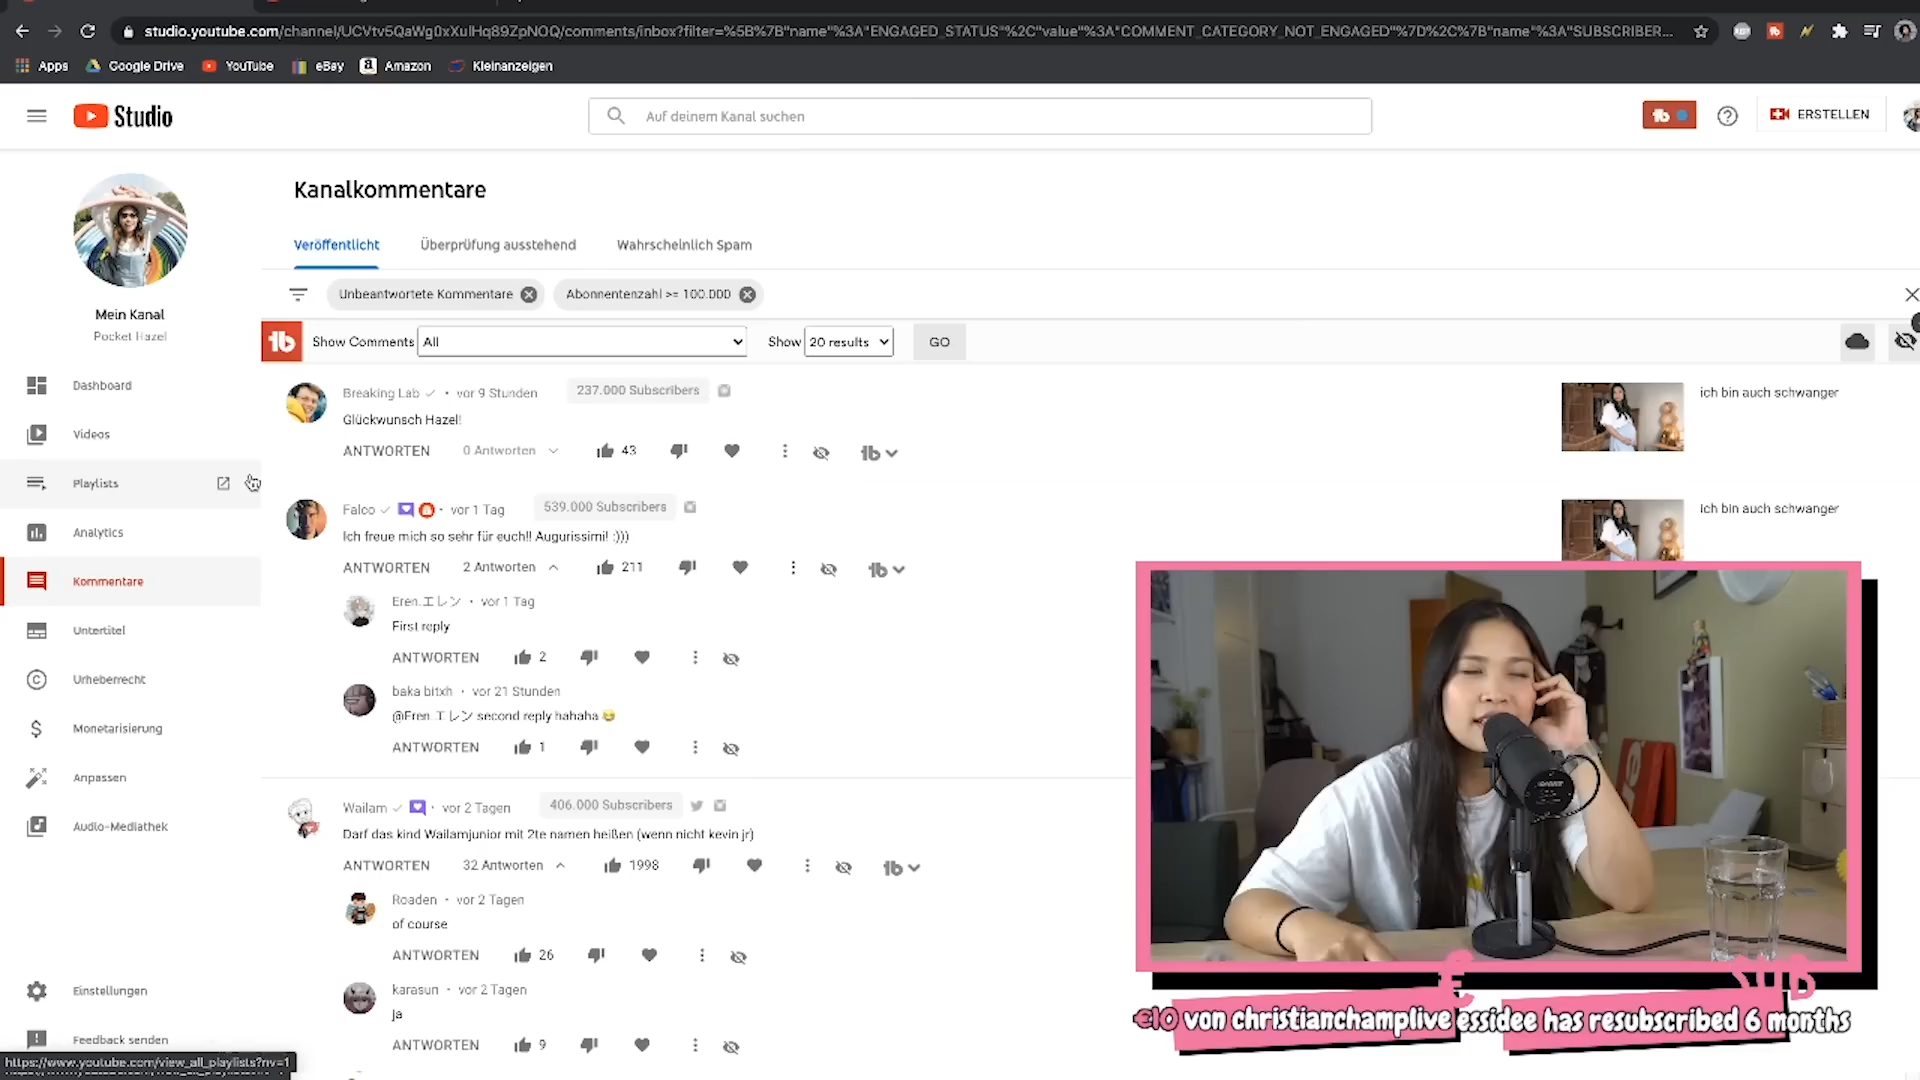 studio.youtube.com/channel/UCVtv5QaWg0xXulHq89ZpNOQ/comments/inbox?filter=%5B%7B"name"%3A"ENGAGED_STATUS"%2C"value"%3A"COMMENT_CATEGORY_NOT_ENGAGED"%7D%2C%7B"name"%3A"SUBSCRIBER...
Apps Google Drive YouTube eBay Amazon Kleinanzeigen
Studio
Auf deinem Kanal suchen
ERSTELLEN
Kanalkommentare
Veröffentlicht Überprüfung ausstehend Wahrscheinlich Spam
Unbeantwortete Kommentare Abonnentenzahl >= 100.000
Mein Kanal
Pocket Hazel
Show Comments All Show 20 results GO
Dashboard
Videos
Playlists
Analytics
Kommentare
Untertitel
Urheberrecht
Monetarisierung
Anpassen
Audio-Mediathek
Einstellungen
Feedback senden
https://www.youtube.com/view_all_playlists?nv=1
Breaking Lab • vor 9 Stunden 237.000 Subscribers
Glückwunsch Hazel!
ANTWORTEN 0 Antworten 43
ich bin auch schwanger
Falco • vor 1 Tag 539.000 Subscribers
Ich freue mich so sehr für euch!! Augurissimi! :)))
ANTWORTEN 2 Antworten 211
ich bin auch schwanger
Eren.エレン • vor 1 Tag
First reply
ANTWORTEN 2
baka bitxh • vor 21 Stunden
@Eren.エレン second reply hahaha 😂
ANTWORTEN 1
Wailam • vor 2 Tagen 406.000 Subscribers
Darf das kind Wailamjunior mit 2te namen heißen (wenn nicht kevin jr)
ANTWORTEN 32 Antworten 1998
Roaden • vor 2 Tagen
of course
ANTWORTEN 26
karasun • vor 2 Tagen
ja
ANTWORTEN 9
€ SUB
€10 von christianchamplive essidee has resubscribed 6 months